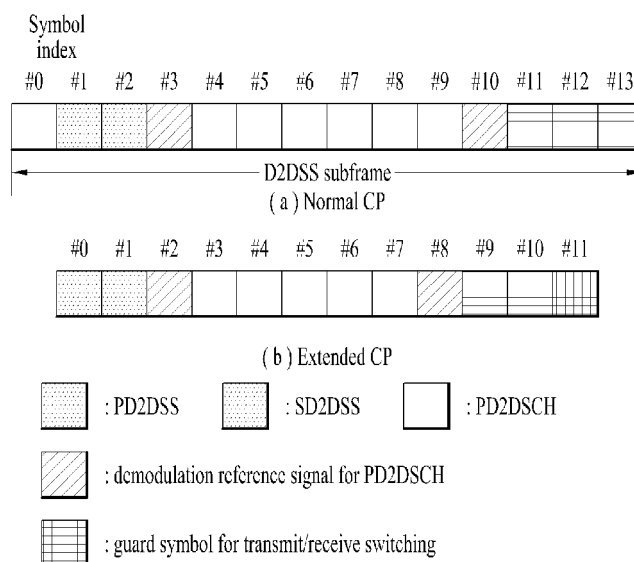 Symbol
index
#0 #1 #2 #3 #4 #5 #6 #7 #8 #9 #10 #11 #12 #13
D2DSS subframe
( a ) Normal CP
#0 #1 #2 #3 #4 #5 #6 #7 #8 #9 #10 #11
( b ) Extended CP
: PD2DSS : SD2DSS : PD2DSCH
: demodulation reference signal for PD2DSCH
: guard symbol for transmit/receive switching